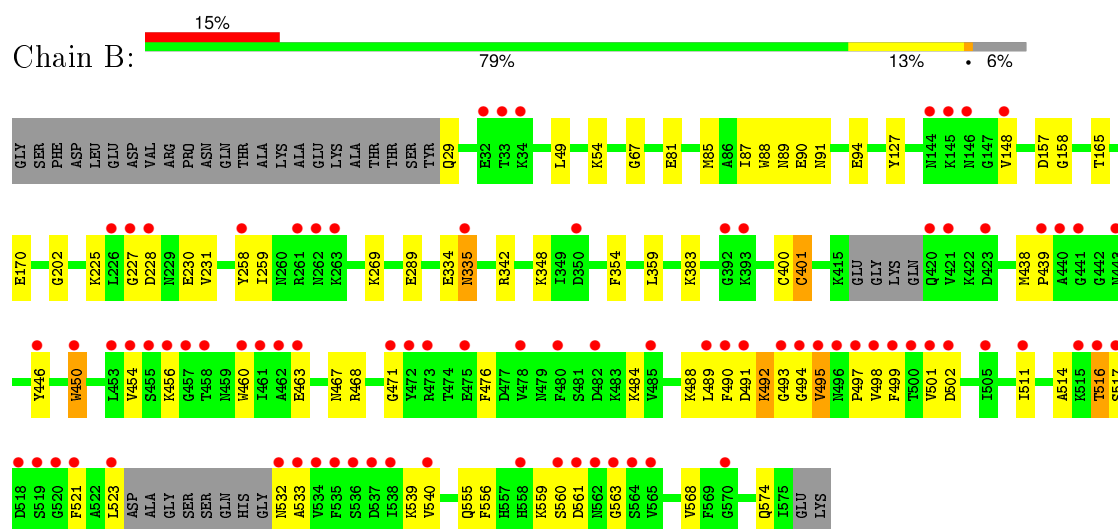 15%
Chain B:
79% 13% • 6%
GLY SER PHE ASP LEU GLU ASP VAL ARG PRO ASN GLN THR ALA LYS ALA GLU LYS ALA THR THR SER TYR Q29 E32 T33 K34 L49 K54 G67 E81 M85 A86 I87 W88 N89 E90 N91 E94 Y127 N144 K145 N146 G147 V148 D157 G158 T165
E170 G202 K225 L226 G227 D228 N229 E230 V231 Y258 I259 N260 R261 N262 K263 K269 E289 E334 N335 R342 K348 I349 D350 F354 L359 K383 G392 K393 C400 C401 K415 GLU GLY LYS GLN Q420 V421 K422 D423 M438 P439 A440 G441 G442 N443
Y446 W450 L453 V454 S455 K456 G457 T458 N459 W460 I461 A462 E463 N467 R468 G471 Y472 R473 T474 E475 F476 D477 V478 N479 F480 S481 D482 K483 K484 V485 K488 L489 F490 D491 K492 G493 G494 V495 N496 P497 V498 F499 T500 V501 D502 I505 I511 A514 K515 T516 S517
D518 S519 G520 F521 A522 L523 ASP ALA GLY SER SER GLN HIS GLY N532 A533 V534 F535 S536 D537 I538 K539 V540 Q555 F556 H557 H558 K559 S560 D561 N562 G563 S564 V565 V568 F569 G570 Q574 I575 GLU LYS